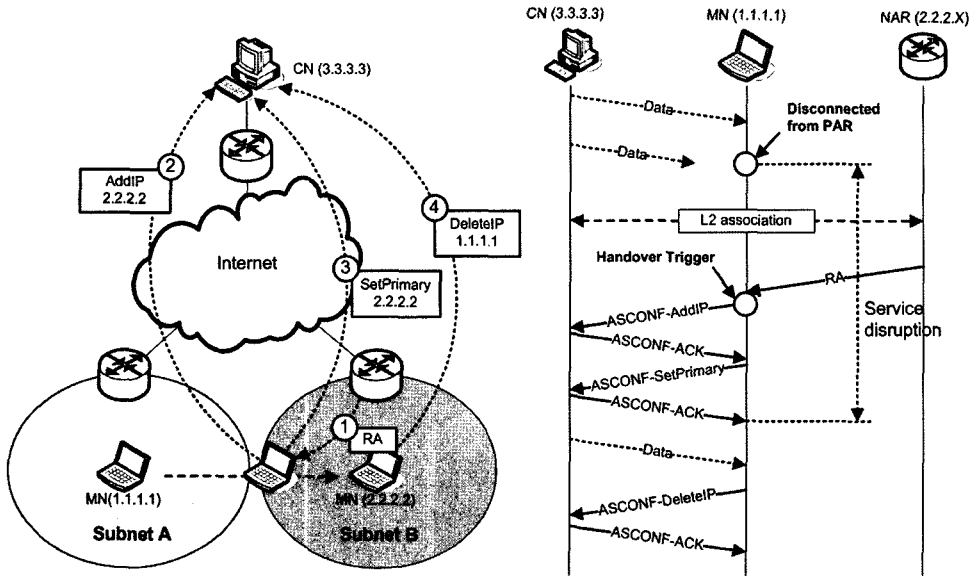 CN (3.3.3.3)
2
AddIP
2.2.2.2
4
DeleteIP
1.1.1.1
Internet
3
SetPrimary
2.2.2.2
1
RA
MN(1.1.1.1)
MN (2.2.2.2)
Subnet A
Subnet B
CN (3.3.3.3)
MN (1.1.1.1)
NAR (2.2.2.X)
Data
Disconnected
from PAR
Data
L2 association
Handover Trigger
RA
ASCONF-AddIP
Service
disruption
ASCONF-ACK
ASCONF-SetPrimary
ASCONF-ACK
Data
ASCONF-DeleteIP
ASCONF-ACK